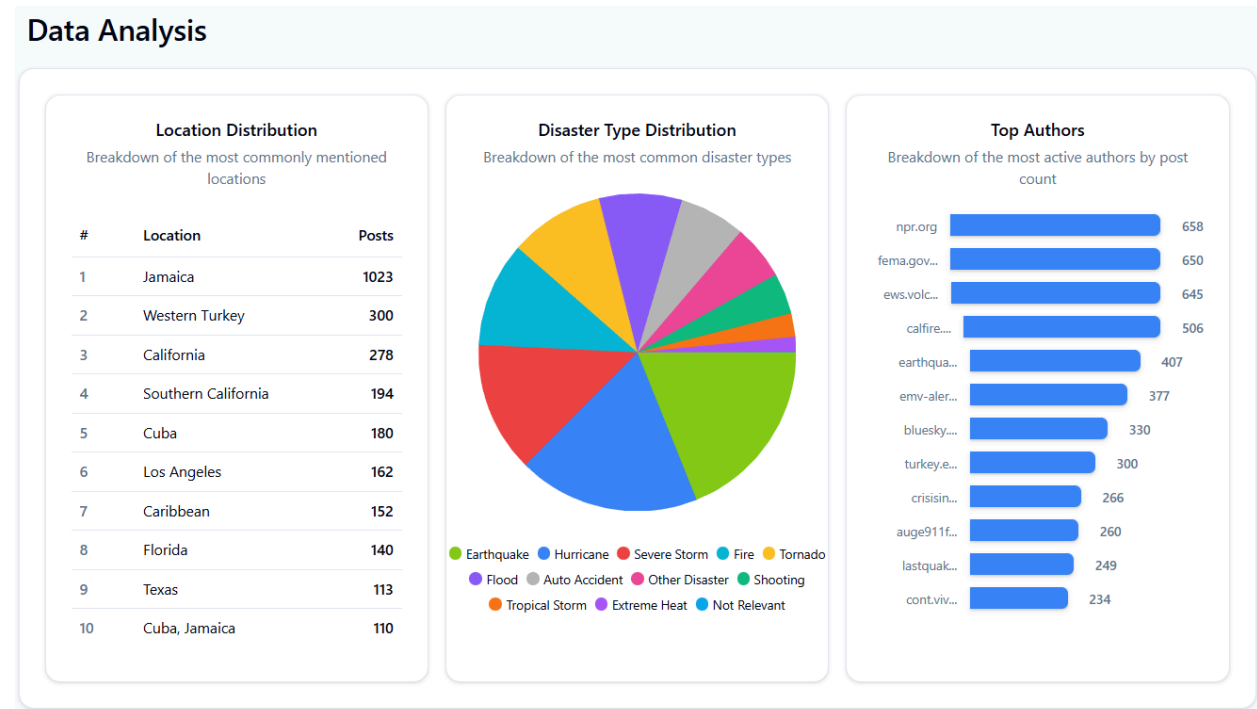 Data Analysis
Location Distribution
Breakdown of the most commonly mentioned
locations
# Location Posts
1 Jamaica 1023
2 Western Turkey 300
3 California 278
4 Southern California 194
5 Cuba 180
6 Los Angeles 162
7 Caribbean 152
8 Florida 140
9 Texas 113
10 Cuba, Jamaica 110
Disaster Type Distribution
Breakdown of the most common disaster types
Earthquake Hurricane Severe Storm Fire Tornado
Flood Auto Accident Other Disaster Shooting
Tropical Storm Extreme Heat Not Relevant
Top Authors
Breakdown of the most active authors by post
count
npr.org 658
fema.gov... 650
ews.volc... 645
calfire.... 506
earthqua... 407
emv-aler... 377
bluesky.... 330
turkey.e... 300
crisisin... 266
auge911f... 260
lastquak... 249
cont.viv... 234